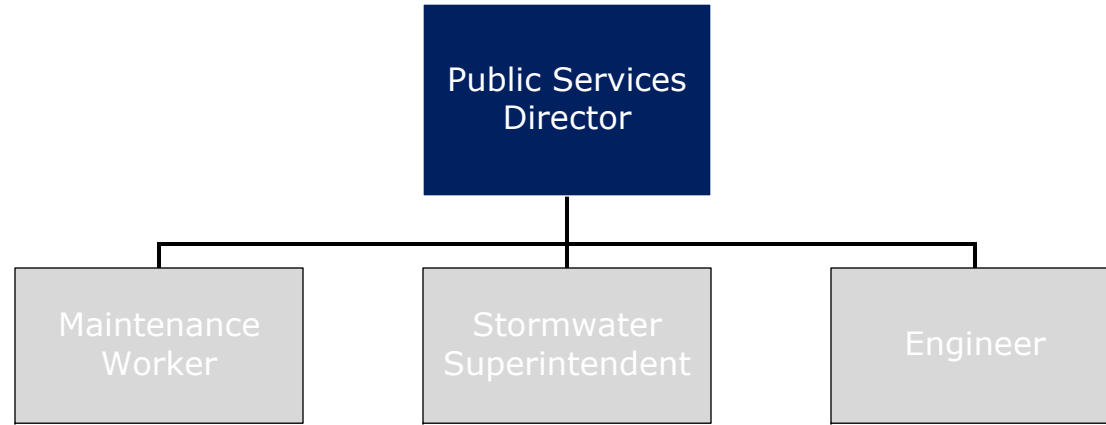 Public Services
Director
Maintenance
Worker
Stormwater
Superintendent
Engineer